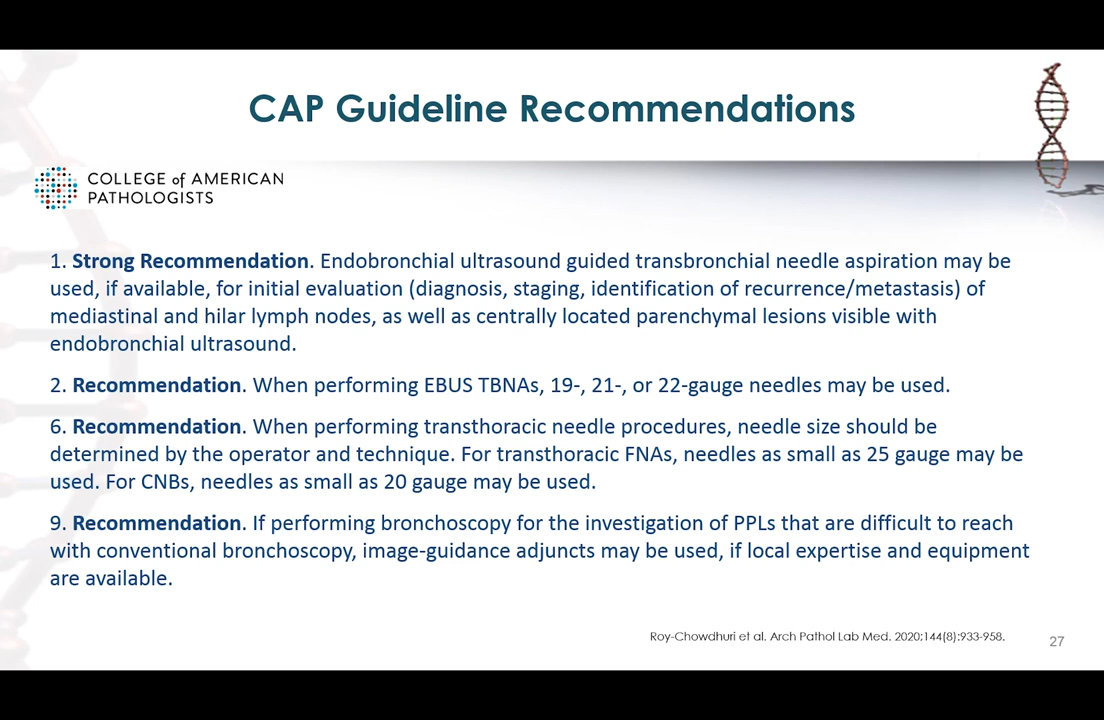 CAP Guideline Recommendations
COLLEGE of AMERICAN
PATHOLOGISTS
1. Strong Recommendation. Endobronchial ultrasound guided transbronchial needle aspiration may be
used, if available, for initial evaluation (diagnosis, staging, identification of recurrence/metastasis) of
mediastinal and hilar lymph nodes, as well as centrally located parenchymal lesions visible with
endobronchial ultrasound.
2. Recommendation. When performing EBUS TBNAs, 19-, 21-, or 22-gauge needles may be used.
6. Recommendation. When performing transthoracic needle procedures, needle size should be
determined by the operator and technique. For transthoracic FNAs, needles as small as 25 gauge may be
used. For CNBs, needles as small as 20 gauge may be used.
9. Recommendation. If performing bronchoscopy for the investigation of PPLs that are difficult to reach
with conventional bronchoscopy, image-guidance adjuncts may be used, if local expertise and equipment
are available.
Roy-Chowdhuri et al. Arch Pathol Lab Med. 2020;144(8):933-958.
27